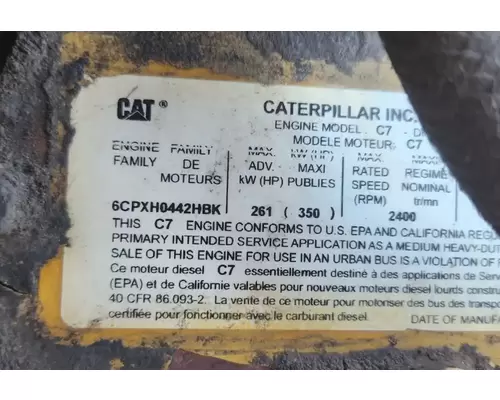 CAT® CATERPILLAR INC.
ENGINE MODEL: C7
MODELE MOTEUR: C7
ENGINE FAMILY MAX. kW (HP) MAX.
FAMILY DE ADV. MAXI RATED REGIME
MOTEURS kW (HP) PUBLIES SPEED NOMINAL
(RPM) tr/mn
6CPXH0442HBK 261 ( 350 ) 2400
THIS C7 ENGINE CONFORMS TO U.S. EPA AND CALIFORNIA
PRIMARY INTENDED SERVICE APPLICATION AS A MEDIUM HEAVY-
SALE OF THIS ENGINE FOR USE IN AN URBAN BUS IS A VIOLATION OF
Ce moteur diesel C7 essentiellement destiné à des applications de
(EPA) et de Californie valables pour nouveaux moteurs diesel lourds
40 CFR 86.093-2. La vente de ce moteur pour motoriser des bus des
certifiée pour fonctionner avec le carburant diesel. DATE OF